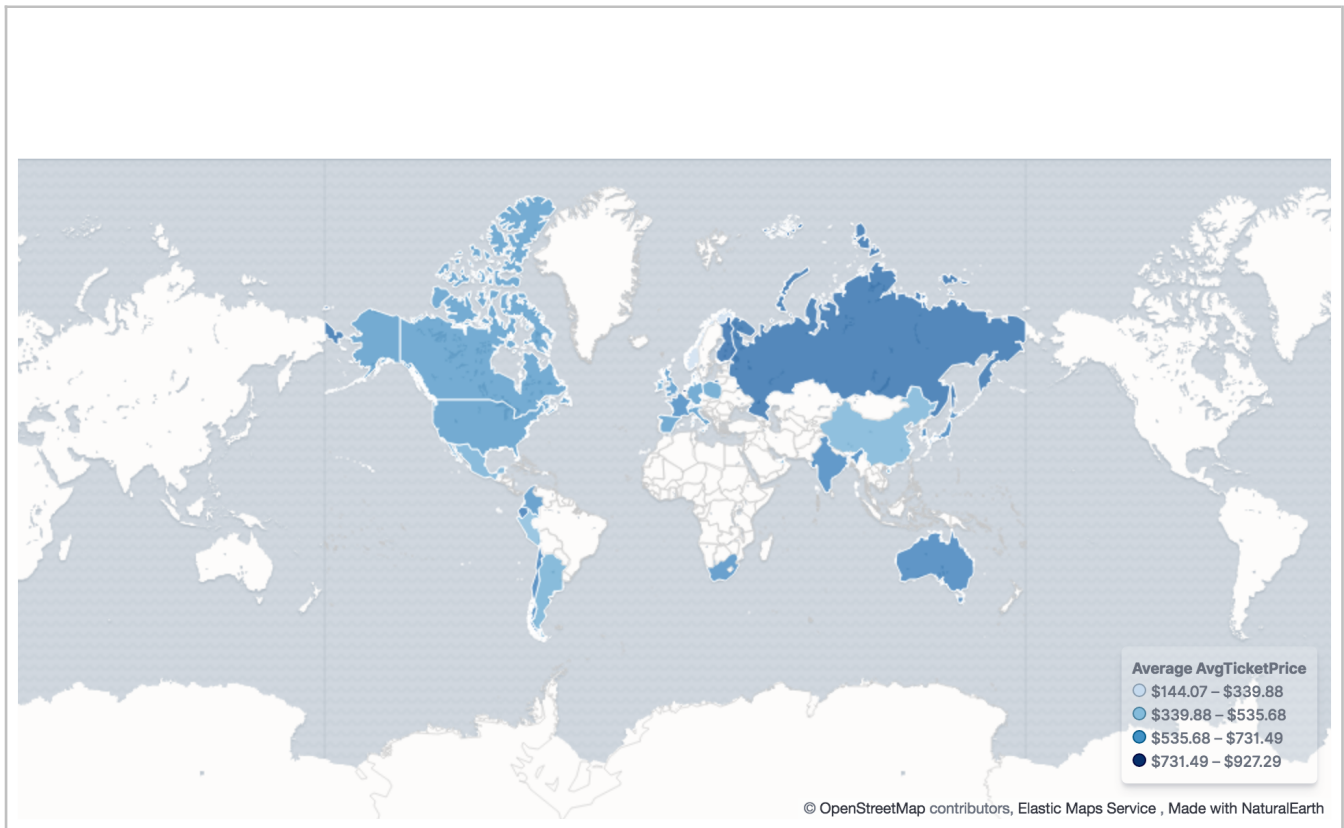 Average AvgTicketPrice
$144.07 – $339.88
$339.88 – $535.68
$535.68 – $731.49
$731.49 – $927.29
© OpenStreetMap contributors, Elastic Maps Service , Made with NaturalEarth